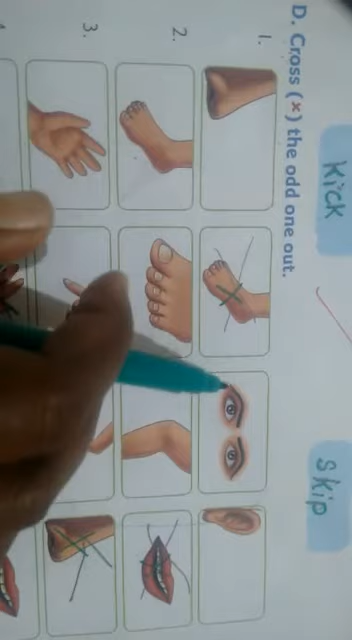 kick
skip
D. Cross (×) the odd one out.
1.
2.
3.